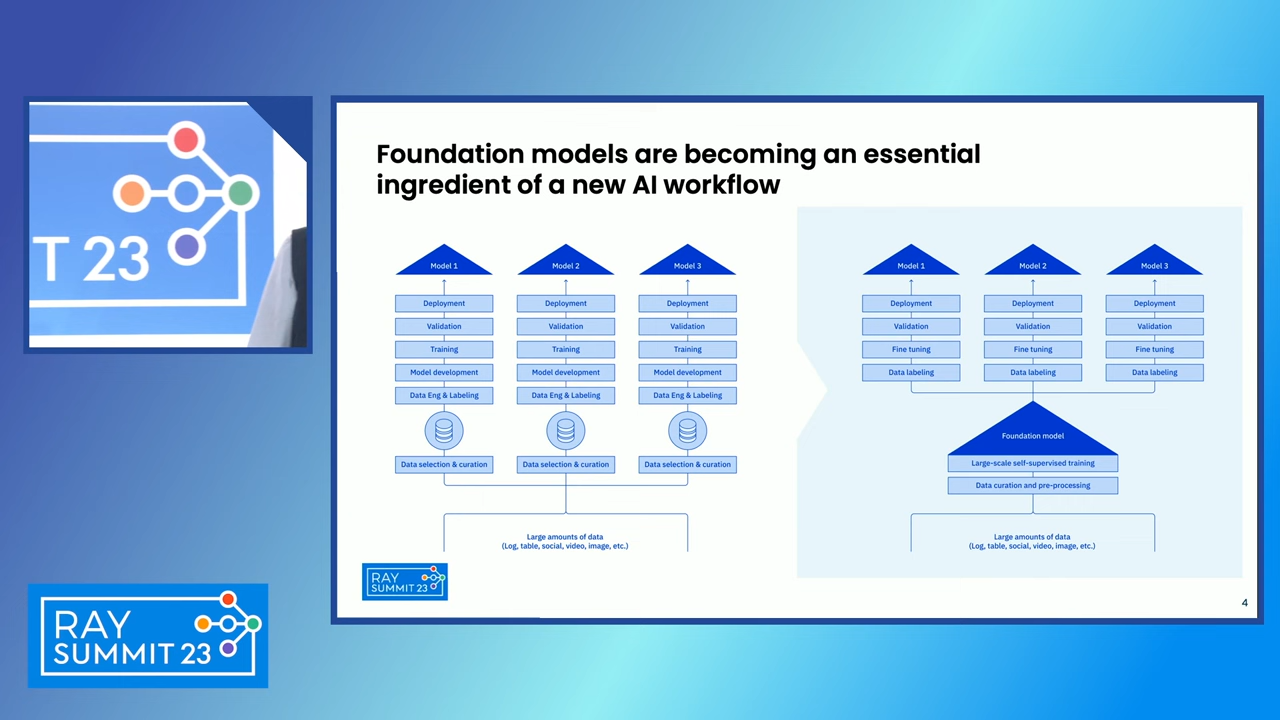 T 23
Foundation models are becoming an essential
ingredient of a new AI workflow
Model 1
Model 2
Model 3
Deployment
Deployment
Deployment
Validation
Validation
Validation
Training
Training
Training
Model development
Model development
Model development
Data Eng & Labeling
Data Eng & Labeling
Data Eng & Labeling
Data selection & curation
Data selection & curation
Data selection & curation
Large amounts of data
(Log, table, social, video, image, etc.)
Model 1
Model 2
Model 3
Deployment
Deployment
Deployment
Validation
Validation
Validation
Fine tuning
Fine tuning
Fine tuning
Data labeling
Data labeling
Data labeling
Foundation model
Large-scale self-supervised training
Data curation and pre-processing
Large amounts of data
(Log, table, social, video, image, etc.)
RAY
SUMMIT 23
4
RAY
SUMMIT 23